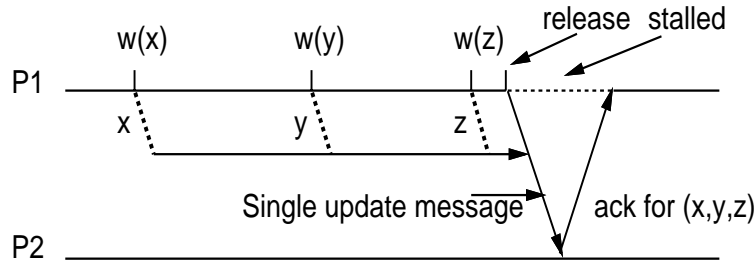 release stalled
w(x) w(y) w(z)
P1
x y z
Single update message ack for (x,y,z)
P2